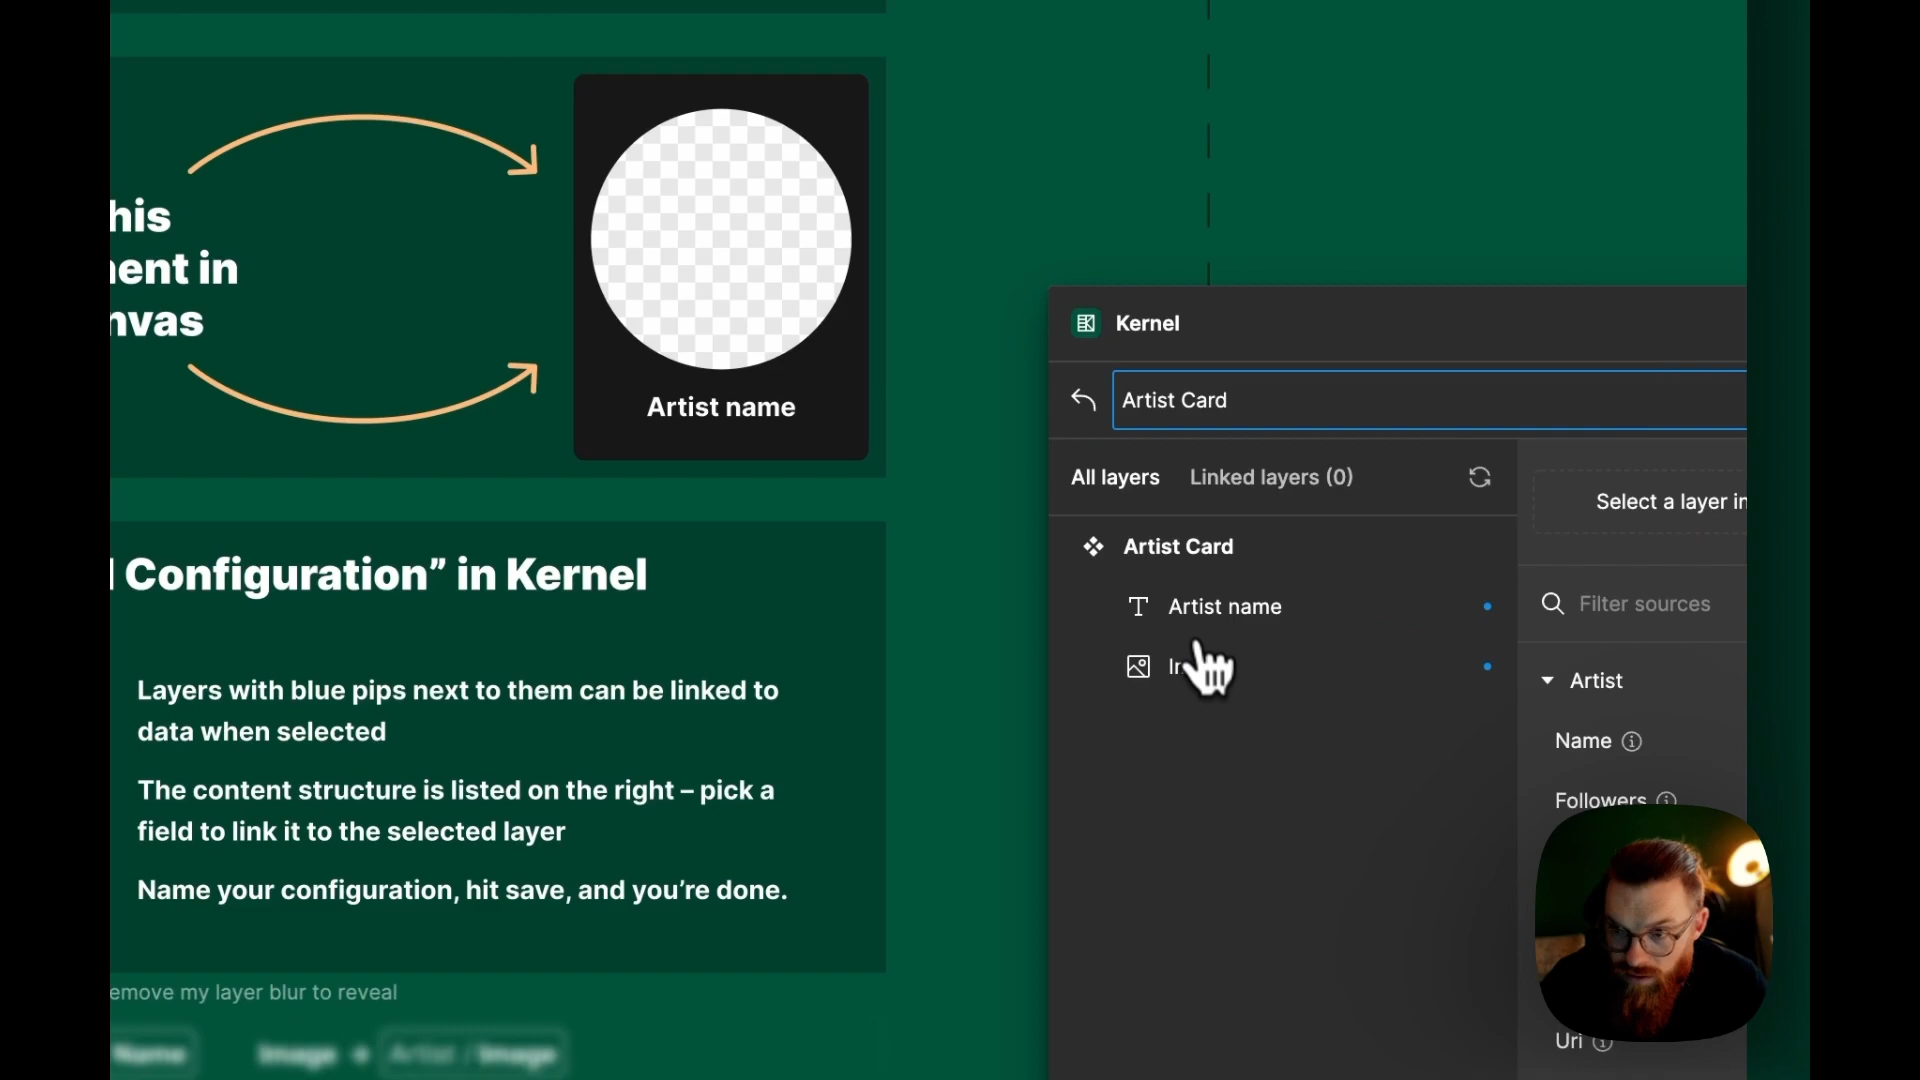 his
ent in
nvas
Artist name
Configuration” in Kernel
Layers with blue pips next to them can be linked to
data when selected
The content structure is listed on the right – pick a
field to link it to the selected layer
Name your configuration, hit save, and you’re done.
emove my layer blur to reveal
Name
Image → Artist / Image
Kernel
Artist Card
All layers
Linked layers (0)
Artist Card
Artist name
Select a layer in
Filter sources
Artist
Name
Followers
Uri